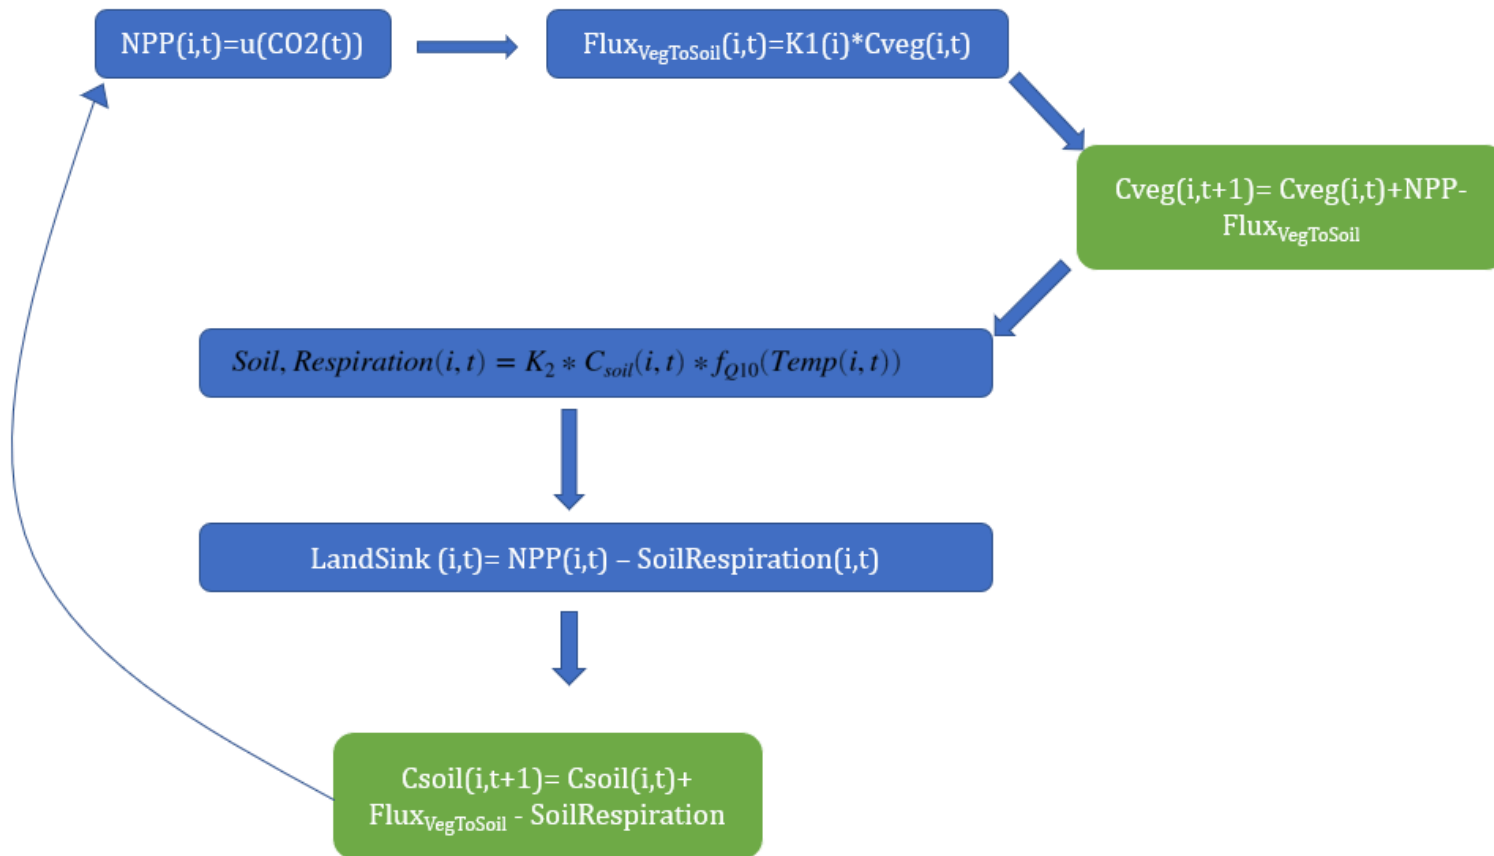 NPP(i,t)=u(CO2(t))
FluxVegToSoil(i,t)=K1(i)*Cveg(i,t)
Cveg(i,t+1)= Cveg(i,t)+NPP-
FluxVegToSoil
Soil, Respiration(i, t) = K2 ∗ Csoil(i, t) ∗ fQ10(Temp(i, t))
LandSink (i,t)= NPP(i,t) – SoilRespiration(i,t)
Csoil(i,t+1)= Csoil(i,t)+
FluxVegToSoil - SoilRespiration